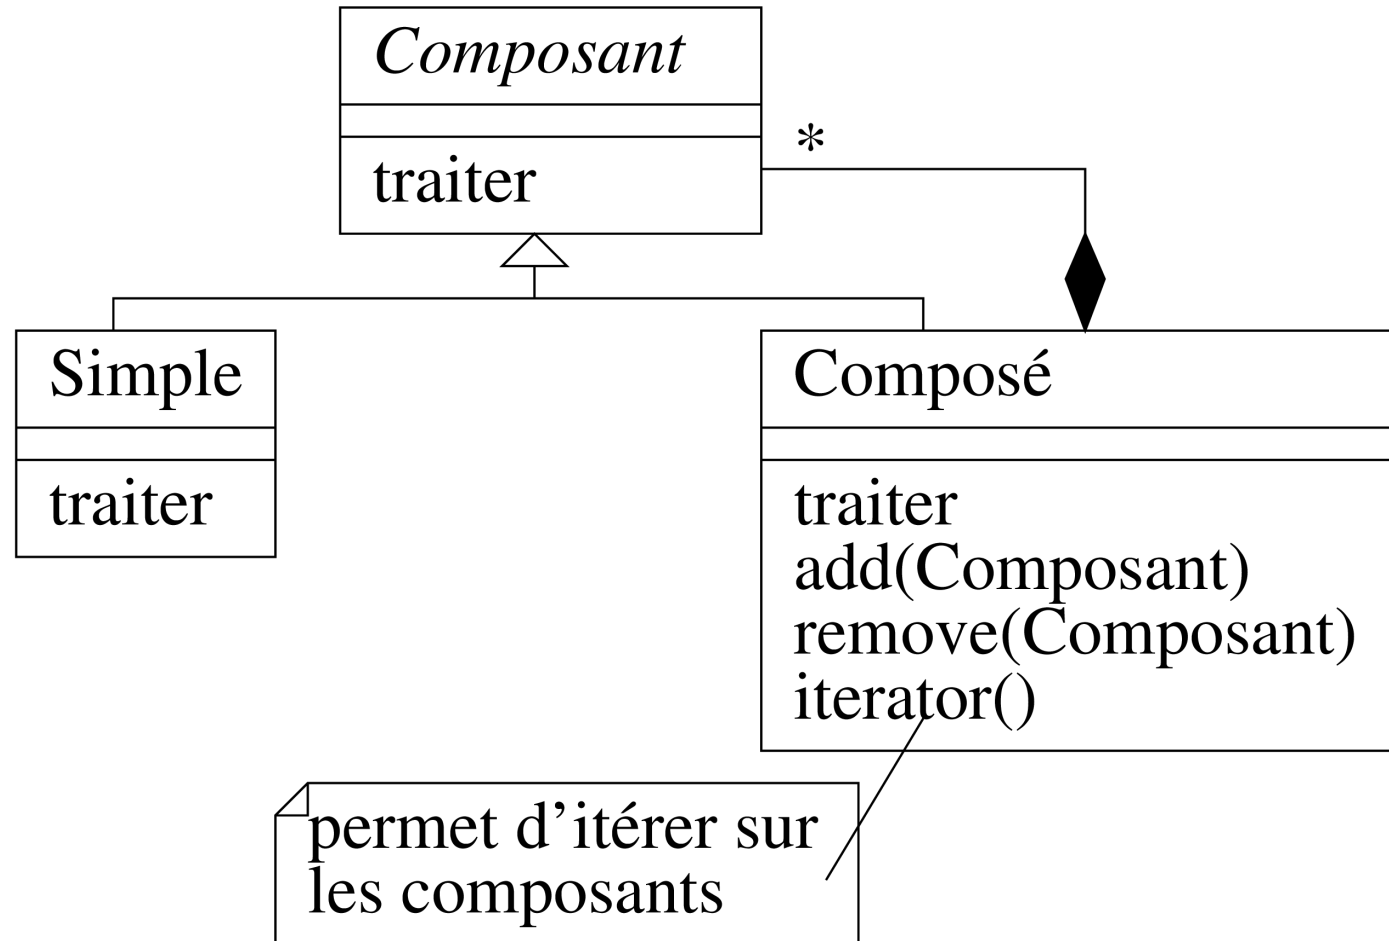 Composant
traiter
*
Simple
traiter
Composé
traiter
add(Composant)
remove(Composant)
iterator()
permet d’itérer sur
les composants